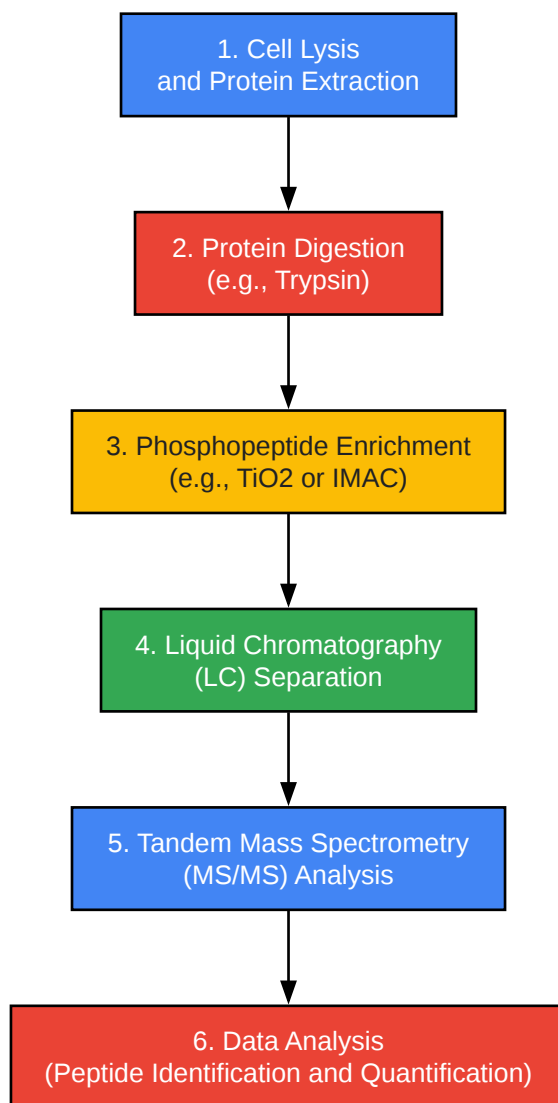 1. Cell Lysis
and Protein Extraction
2. Protein Digestion
(e.g., Trypsin)
3. Phosphopeptide Enrichment
(e.g., TiO2 or IMAC)
4. Liquid Chromatography
(LC) Separation
5. Tandem Mass Spectrometry
(MS/MS) Analysis
6. Data Analysis
(Peptide Identification and Quantification)